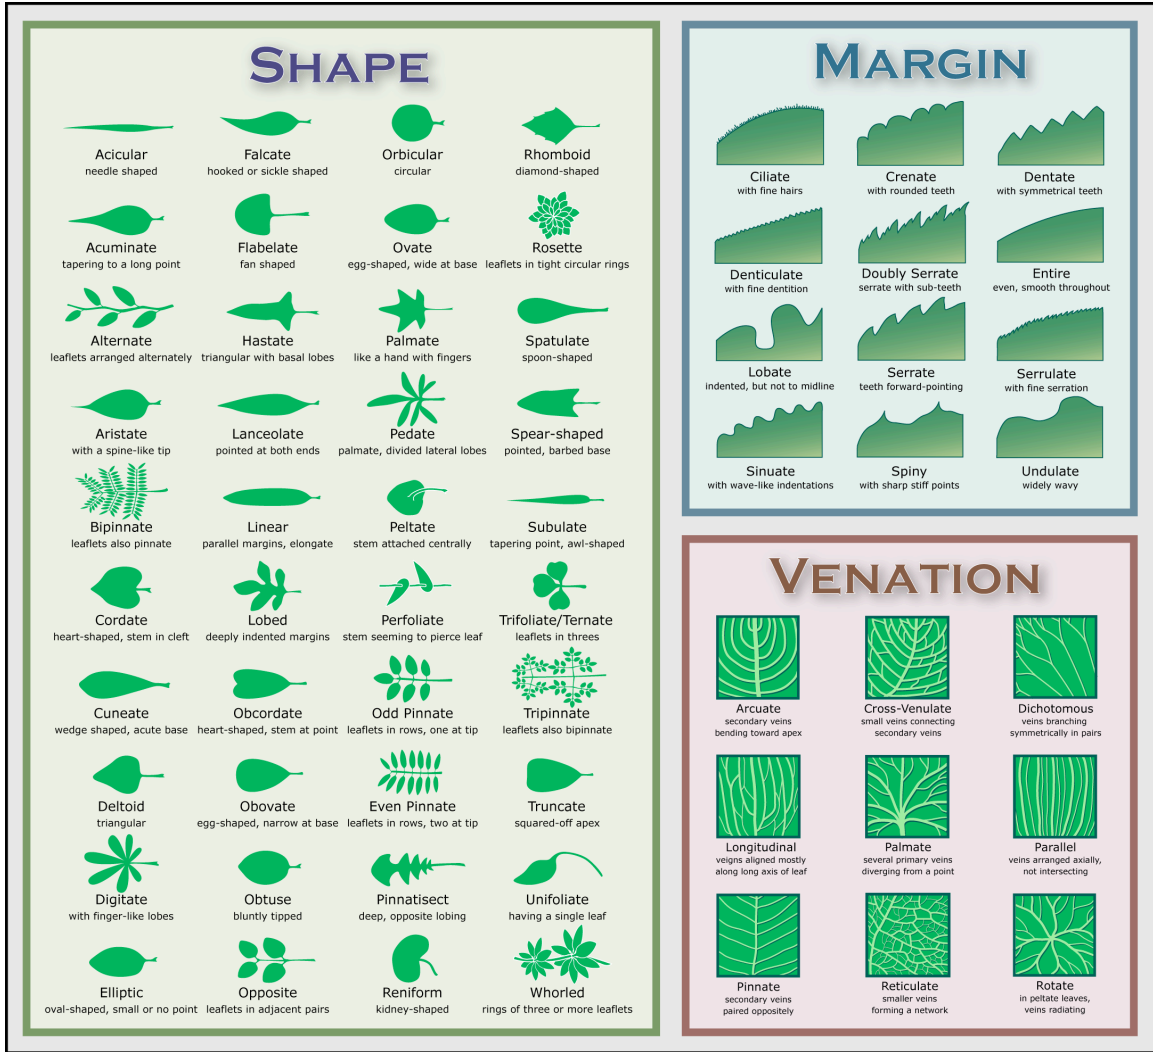 SHAPE
Acicular
needle shaped
Falcate
hooked or sickle shaped
Orbicular
circular
Rhomboid
diamond-shaped
Acuminate
tapering to a long point
Flabelate
fan shaped
Ovate
egg-shaped, wide at base
Rosette
leaflets in tight circular rings
Alternate
leaflets arranged alternately
Hastate
triangular with basal lobes
Palmate
like a hand with fingers
Spatulate
spoon-shaped
Aristate
with a spine-like tip
Lanceolate
pointed at both ends
Pedate
palmate, divided lateral lobes
Spear-shaped
pointed, barbed base
Bipinnate
leaflets also pinnate
Linear
parallel margins, elongate
Peltate
stem attached centrally
Subulate
tapering point, awl-shaped
Cordate
heart-shaped, stem in cleft
Lobed
deeply indented margins
Perfoliate
stem seeming to pierce leaf
Trifoliate/Ternate
leaflets in threes
Cuneate
wedge shaped, acute base
Obcordate
heart-shaped, stem at point
Odd Pinnate
leaflets in rows, one at tip
Tripinnate
leaflets also bipinnate
Deltoid
triangular
Obovate
egg-shaped, narrow at base
Even Pinnate
leaflets in rows, two at tip
Truncate
squared-off apex
Digitate
with finger-like lobes
Obtuse
bluntly tipped
Pinnatisect
deep, opposite lobing
Unifoliate
having a single leaf
Elliptic
oval-shaped, small or no point
Opposite
leaflets in adjacent pairs
Reniform
kidney-shaped
Whorled
rings of three or more leaflets
MARGIN
Ciliate
with fine hairs
Crenate
with rounded teeth
Dentate
with symmetrical teeth
Denticulate
with fine dentition
Doubly Serrate
serrate with sub-teeth
Entire
even, smooth throughout
Lobate
indented, but not to midline
Serrate
teeth forward-pointing
Serrulate
with fine serration
Sinuate
with wave-like indentations
Spiny
with sharp stiff points
Undulate
widely wavy
VENATION
Arcuate
secondary veins
bending toward apex
Cross-Venulate
small veins connecting
secondary veins
Dichotomous
veins branching
symmetrically in pairs
Longitudinal
veigns aligned mostly
along long axis of leaf
Palmate
several primary veins
diverging from a point
Parallel
veins arranged axially,
not intersecting
Pinnate
secondary veins
paired oppositely
Reticulate
smaller veins
forming a network
Rotate
in peltate leaves,
veins radiating